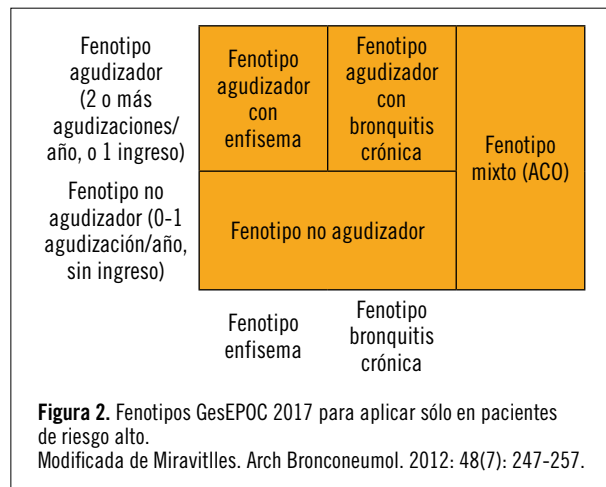 Fenotipo
agudizador
(2 o más
agudizaciones/
año, o 1 ingreso)
Fenotipo
agudizador
con
enfisema
Fenotipo
agudizador
con
bronquitis
crónica
Fenotipo
mixto (ACO)
Fenotipo no
agudizador (0-1
agudización/año,
sin ingreso)
Fenotipo no agudizador
Fenotipo
enfisema
Fenotipo
bronquitis
crónica
Figura 2. Fenotipos GesEPOC 2017 para aplicar sólo en pacientes
de riesgo alto.
Modificada de Miravitlles. Arch Bronconeumol. 2012: 48(7): 247-257.